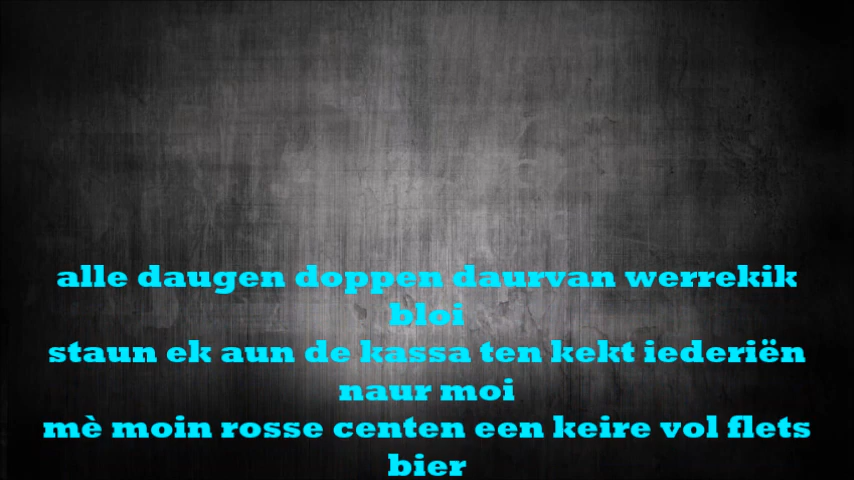 alle daugen doppen daurvan werrekik
bloi
staun ek aun de kassa ten kekt iederiën
naur moi
mè moin rosse centen een keire vol flets
bier